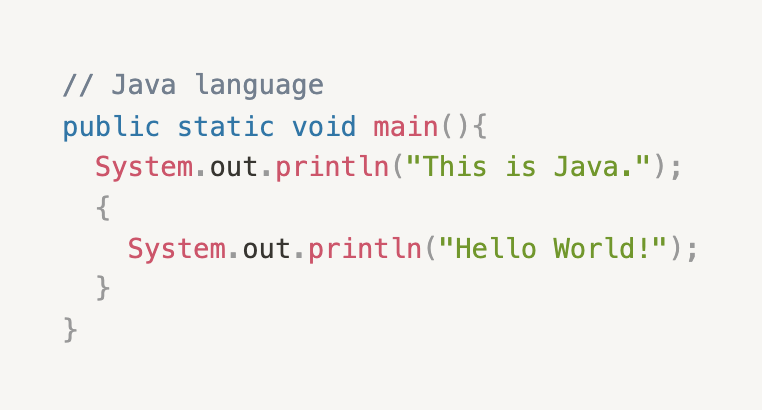 // Java language
public static void main(){
  System.out.println("This is Java.");
  {
    System.out.println("Hello World!");
  }
}